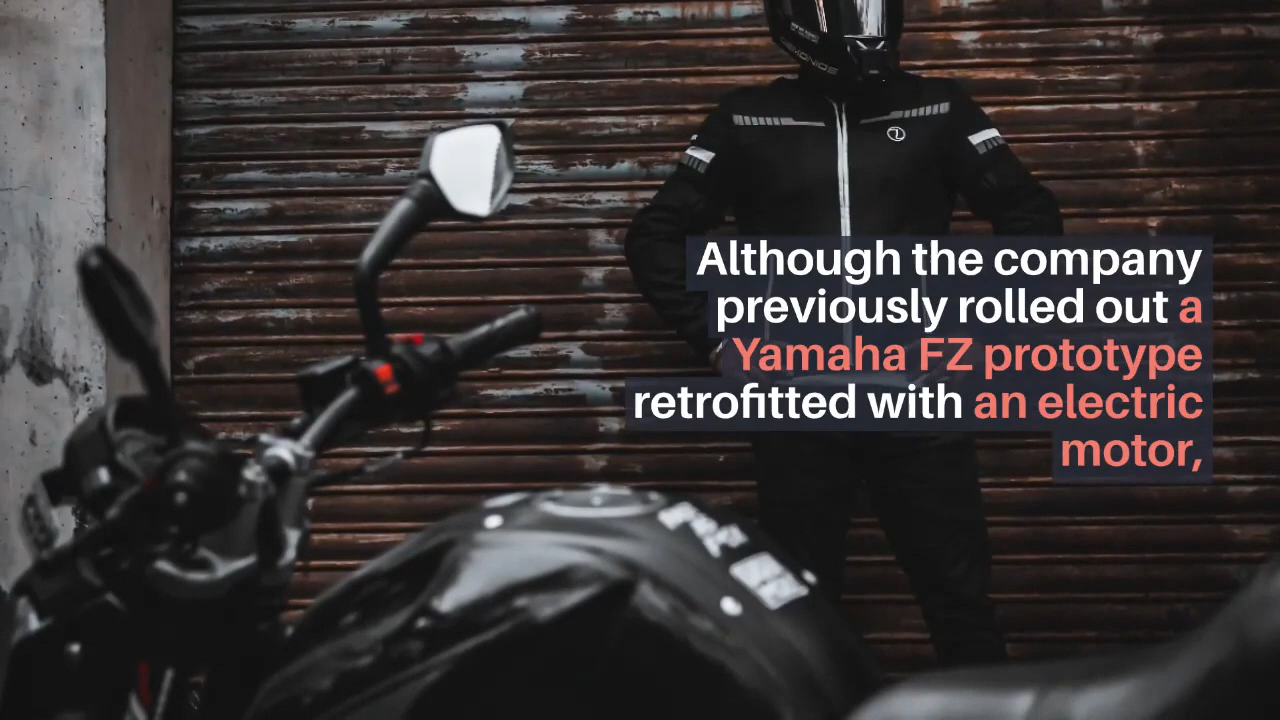 Although the company
previously rolled out a
Yamaha FZ prototype
retrofitted with an electric
motor,